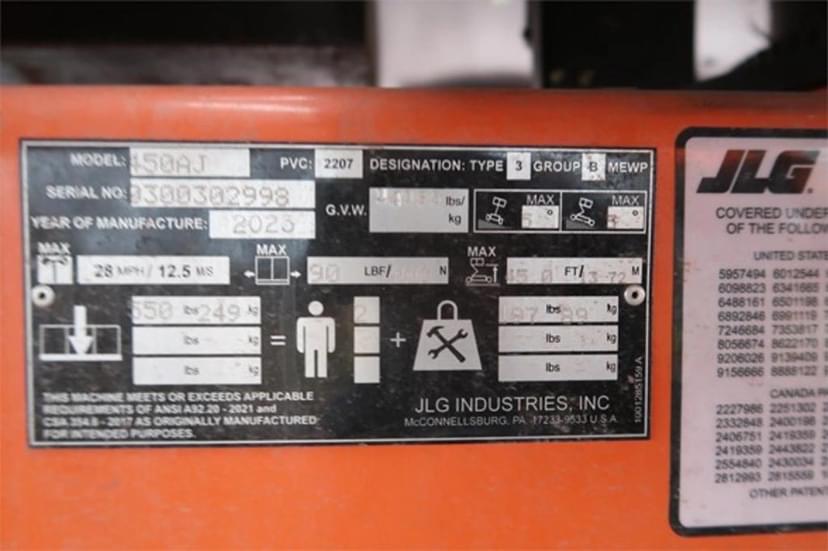 MODEL: 450AJ PVC: 2207 DESIGNATION: TYPE 3 GROUP B MEWP
SERIAL NO: 0300302998
YEAR OF MANUFACTURE: 2023
G.V.W. lbs/ kg
MAX 5° MAX °
MAX 28 MPH / 12.5 M/S
MAX 90 LBF/ N
MAX 45 0 FT/ 13-72 M
550 lbs 249 kg = 2 + lbs 89 kg
lbs kg lbs kg
lbs kg lbs kg
THIS MACHINE MEETS OR EXCEEDS APPLICABLE
REQUIREMENTS OF ANSI A92.20 - 2021 and
CSA 354.6 - 2017 AS ORIGINALLY MANUFACTURED
FOR INTENDED PURPOSES.
JLG INDUSTRIES, INC
McCONNELLSBURG, PA 17233-9533 U.S.A.
1001285159 A
JLG
COVERED UNDER
OF THE FOLLOW
UNITED STATE
5957494 6012544
6098823 6341665
6488161 6501198
6892846 6991119
7246684 7353817
8056674 8622170
9206026 9139409
9156666 8888122
CANADA PA
2227986 2251302
2332848 2400198
2406751 2419359
2419359 2443822
2554840 2430034
2812993 2815559
OTHER PATENT